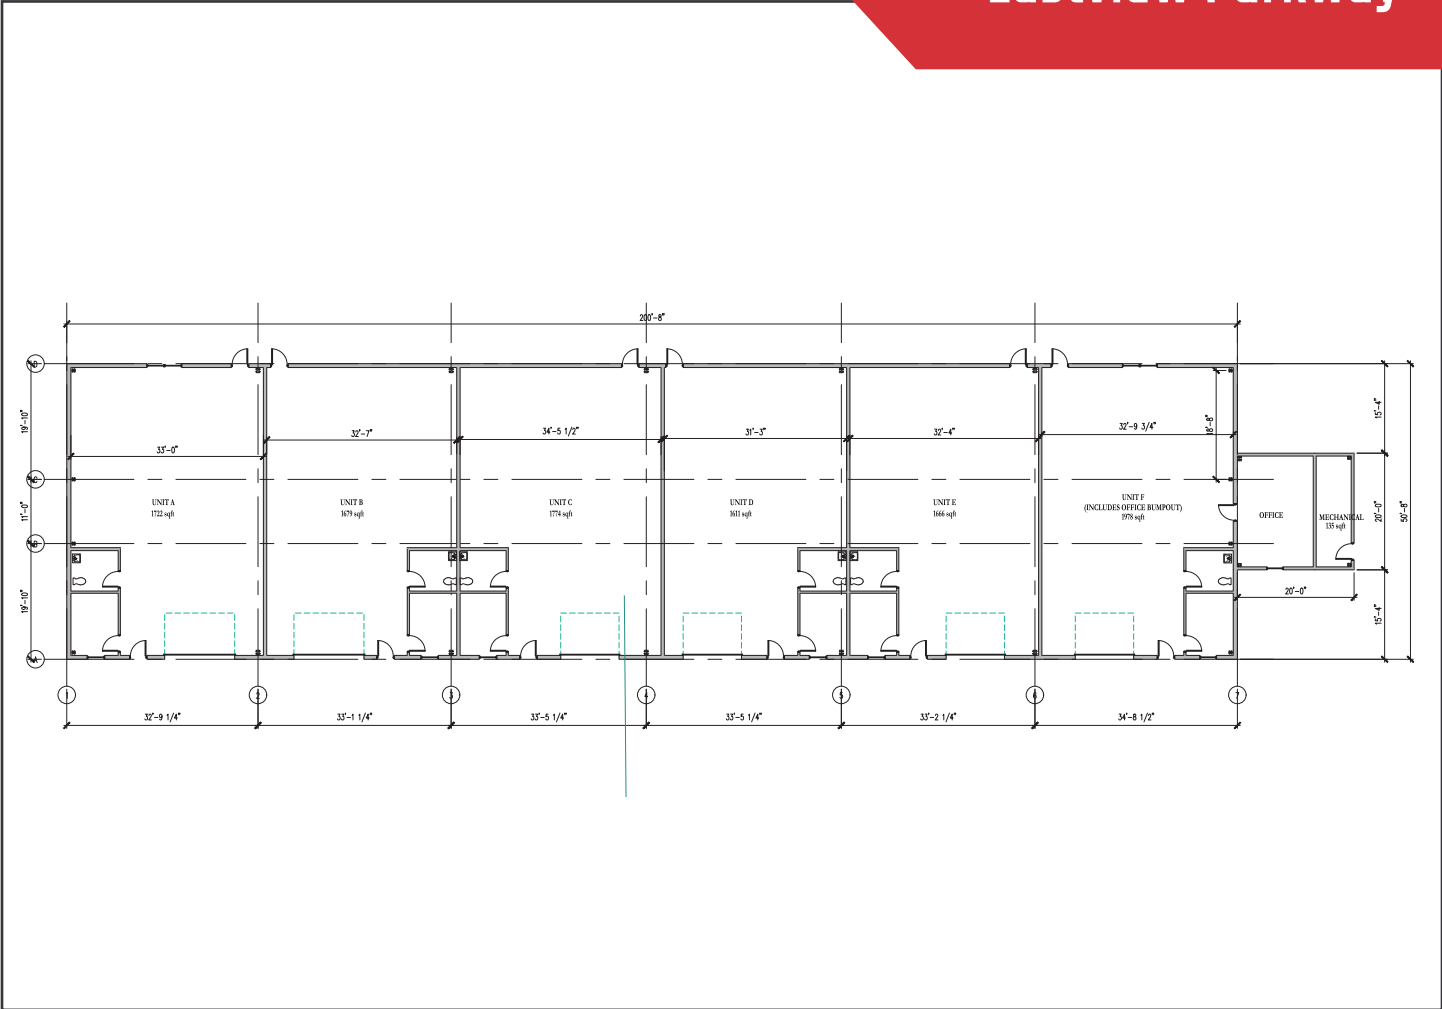 Eastview Parkway
200'-8"
33'-0"
32'-7"
34'-5 1/2"
31'-3"
32'-4"
32'-9 3/4"
18'-8"
19'-10"
11'-0"
19'-10"
D
C
B
A
UNIT A
1722 sqft
UNIT B
1679 sqft
UNIT C
1774 sqft
UNIT D
1611 sqft
UNIT E
1666 sqft
UNIT F
(INCLUDES OFFICE BUMPOUT)
1978 sqft
OFFICE
MECHANICAL
135 sqft
15'-4"
20'-0"
15'-4"
50'-8"
20'-0"
1
2
3
4
5
6
7
32'-9 1/4"
33'-1 1/4"
33'-5 1/4"
33'-5 1/4"
33'-2 1/4"
34'-8 1/2"